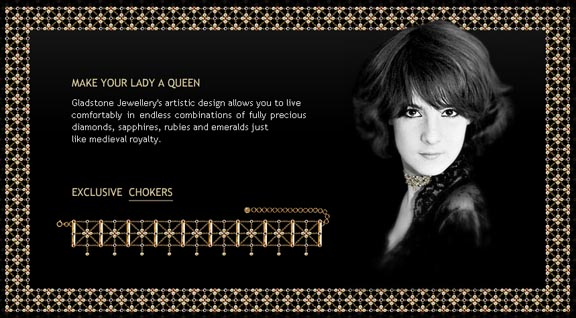 MAKE YOUR LADY A QUEEN
Gladstone Jewellery's artistic design allows you to live
comfortably in endless combinations of fully precious
diamonds, sapphires, rubies and emeralds just
like medieval royalty.
EXCLUSIVE CHOKERS